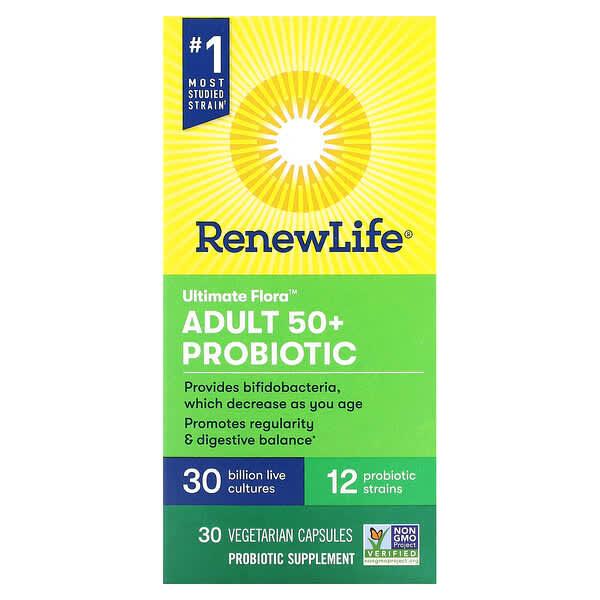 #1
MOST
STUDIED
STRAIN†
RenewLife®
Ultimate Flora™
ADULT 50+
PROBIOTIC
Provides bifidobacteria,
which decrease as you age
Promotes regularity
& digestive balance*
30 billion live
cultures
12 probiotic
strains
30 VEGETARIAN CAPSULES
PROBIOTIC SUPPLEMENT
NON
GMO
Project
VERIFIED
nongmoproject.org